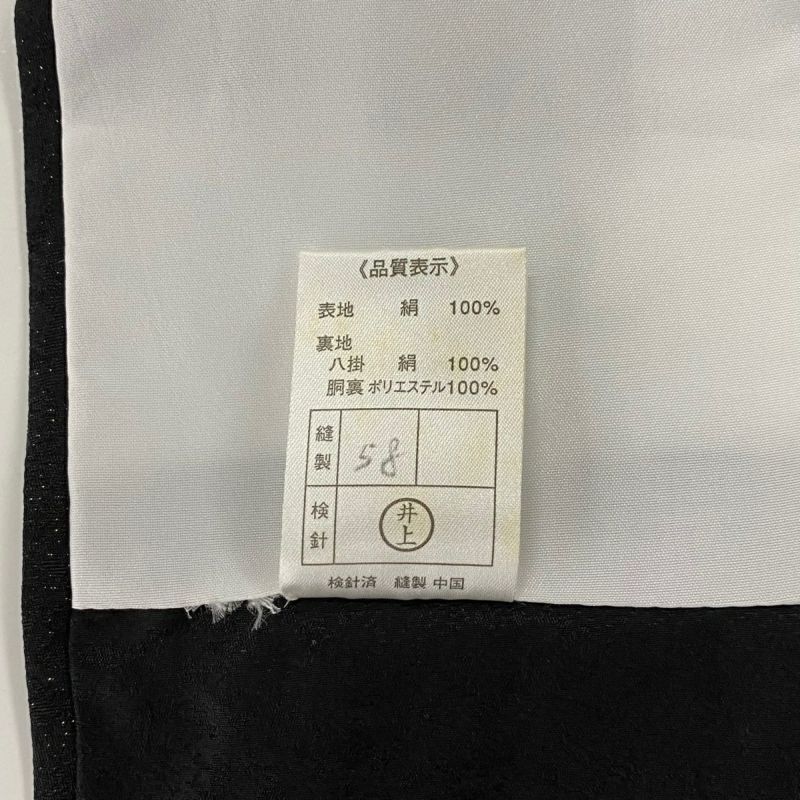 《品質表示》
表地 絹 100%
裏地
八掛 絹 100%
胴裏 ポリエステル100%
縫製 58
検針 井上
検針済 縫製 中国